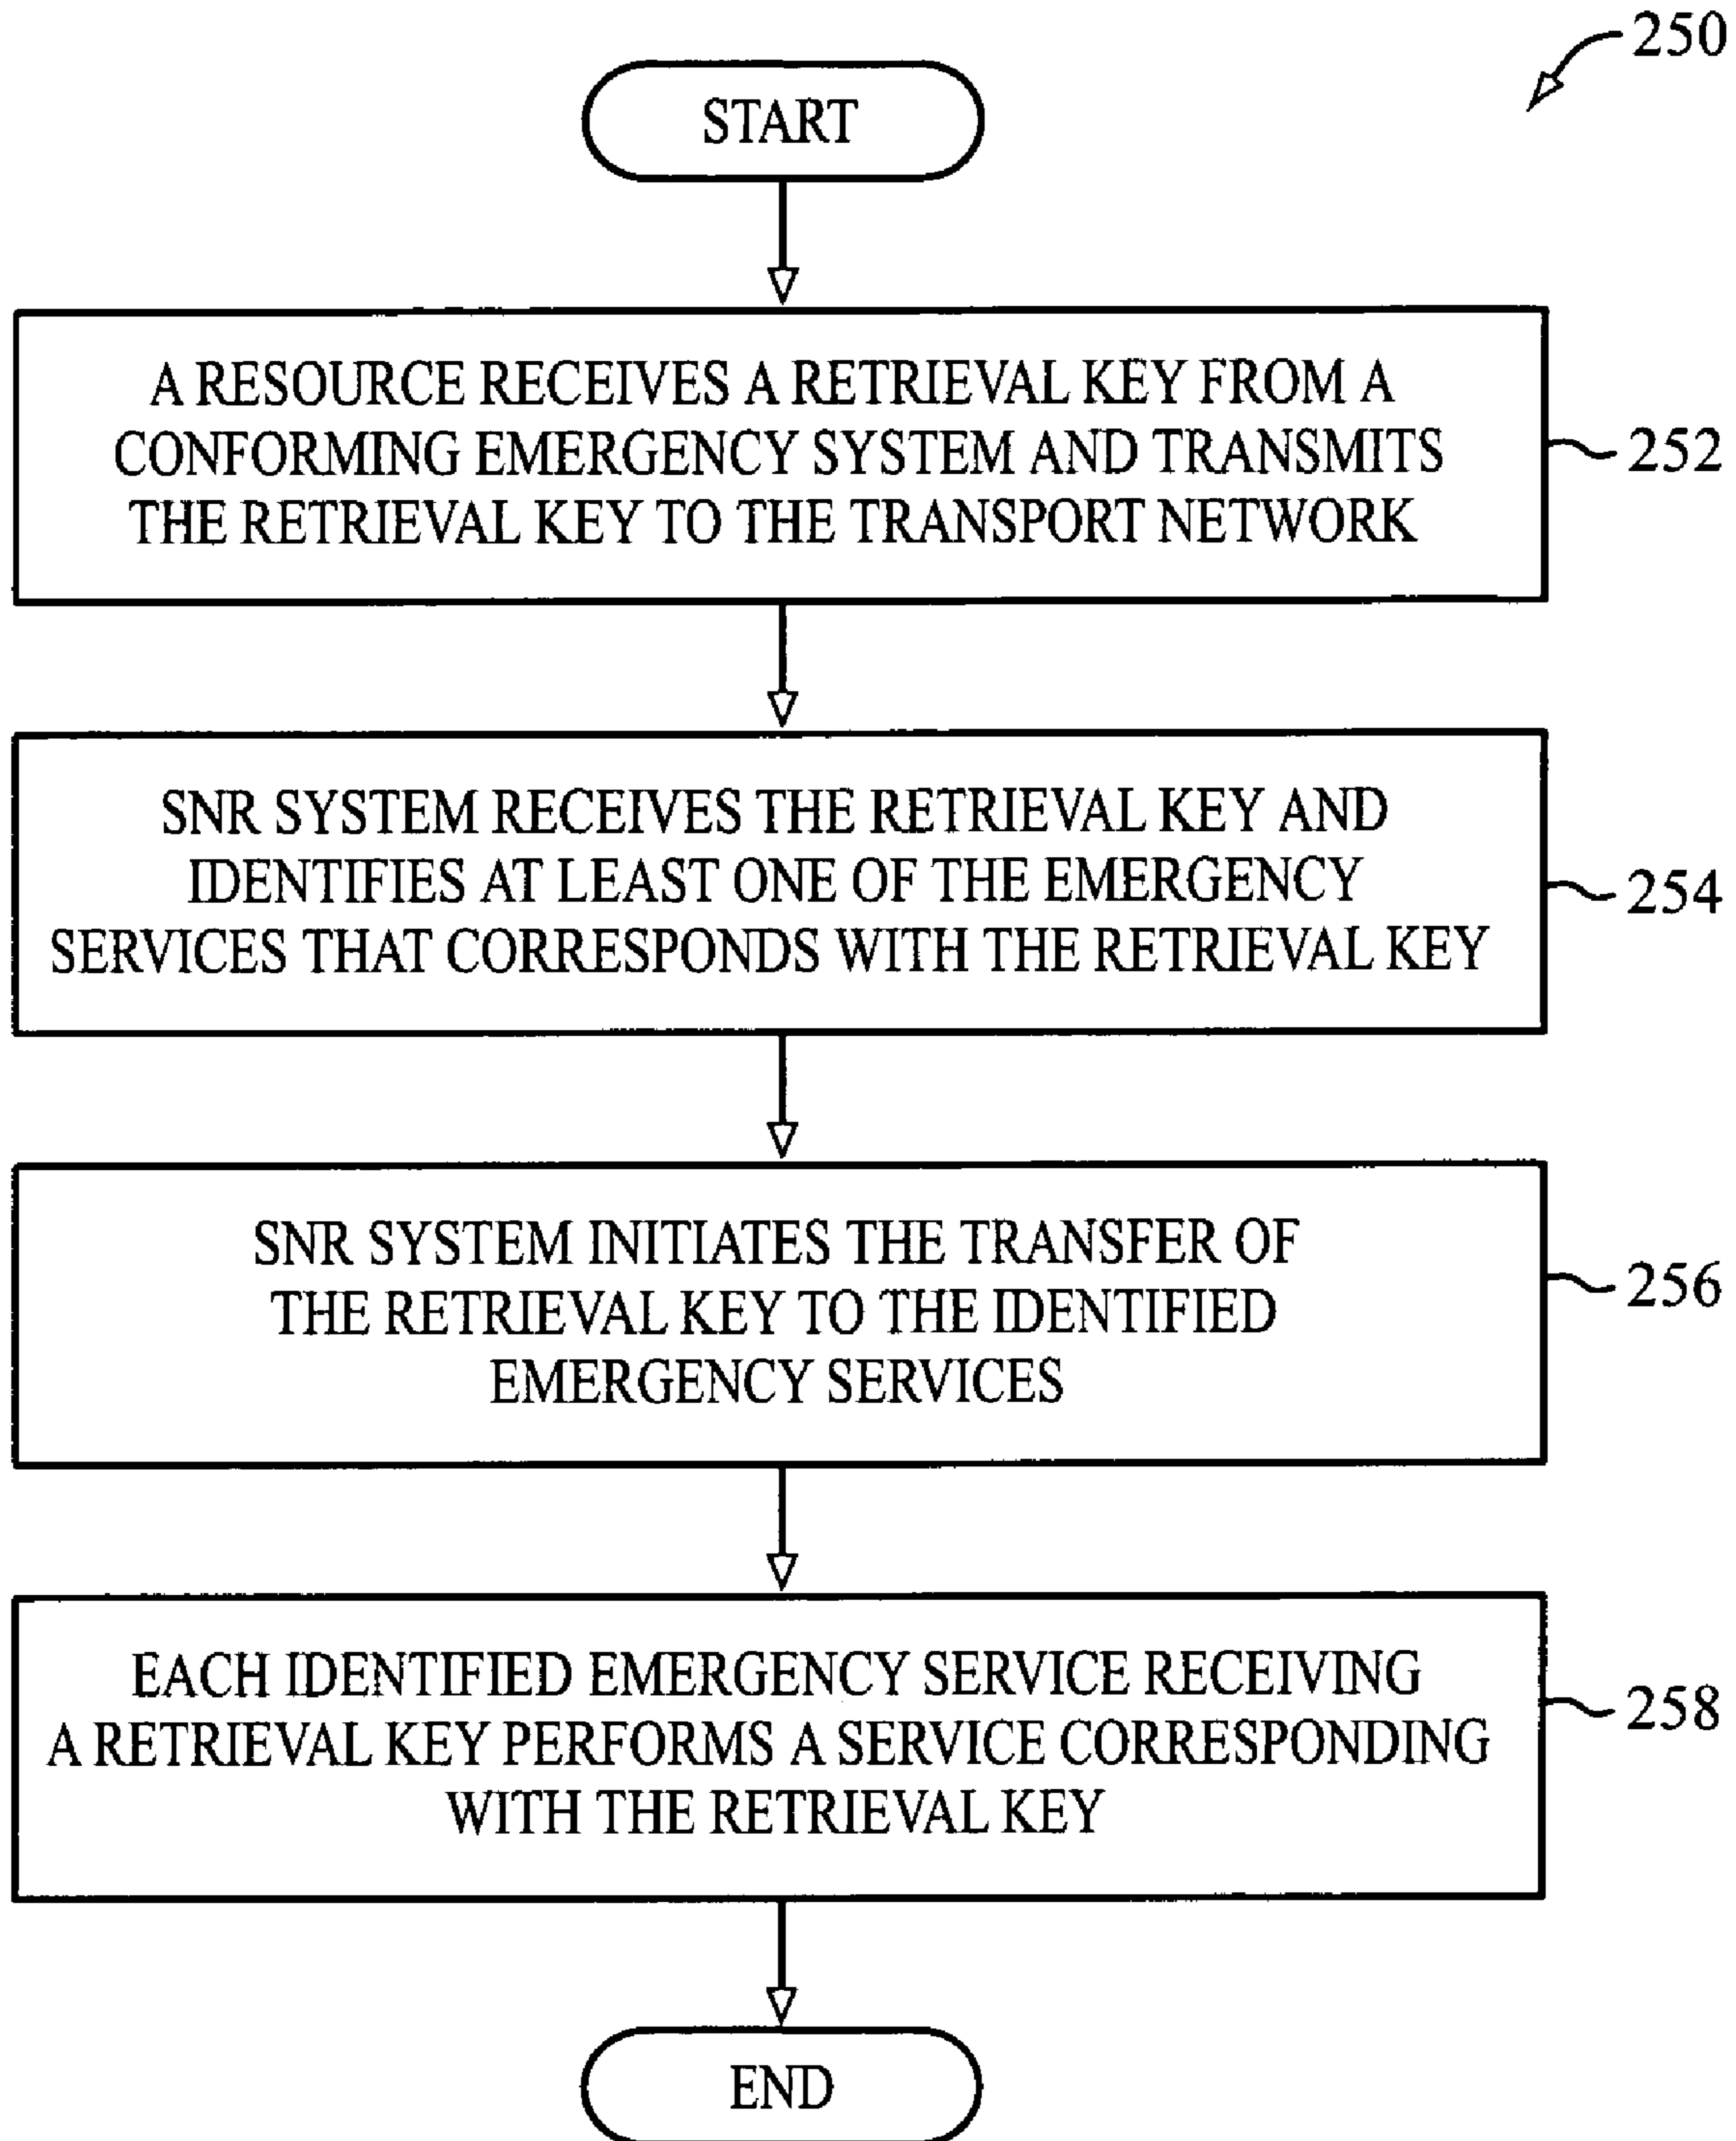 250
START
A RESOURCE RECEIVES A RETRIEVAL KEY FROM A
CONFORMING EMERGENCY SYSTEM AND TRANSMITS
THE RETRIEVAL KEY TO THE TRANSPORT NETWORK
252
SNR SYSTEM RECEIVES THE RETRIEVAL KEY AND
IDENTIFIES AT LEAST ONE OF THE EMERGENCY
SERVICES THAT CORRESPONDS WITH THE RETRIEVAL KEY
254
SNR SYSTEM INITIATES THE TRANSFER OF
THE RETRIEVAL KEY TO THE IDENTIFIED
EMERGENCY SERVICES
256
EACH IDENTIFIED EMERGENCY SERVICE RECEIVING
A RETRIEVAL KEY PERFORMS A SERVICE CORRESPONDING
WITH THE RETRIEVAL KEY
258
END